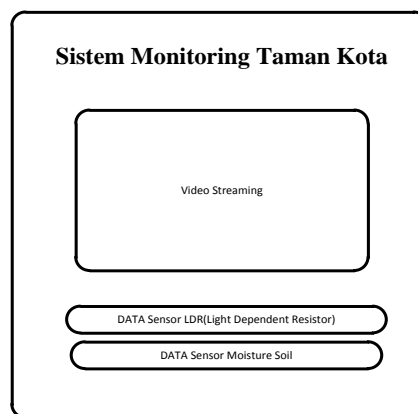 Sistem Monitoring Taman Kota
Video Streaming
DATA Sensor LDR(Light Dependent Resistor)
DATA Sensor Moisture Soil